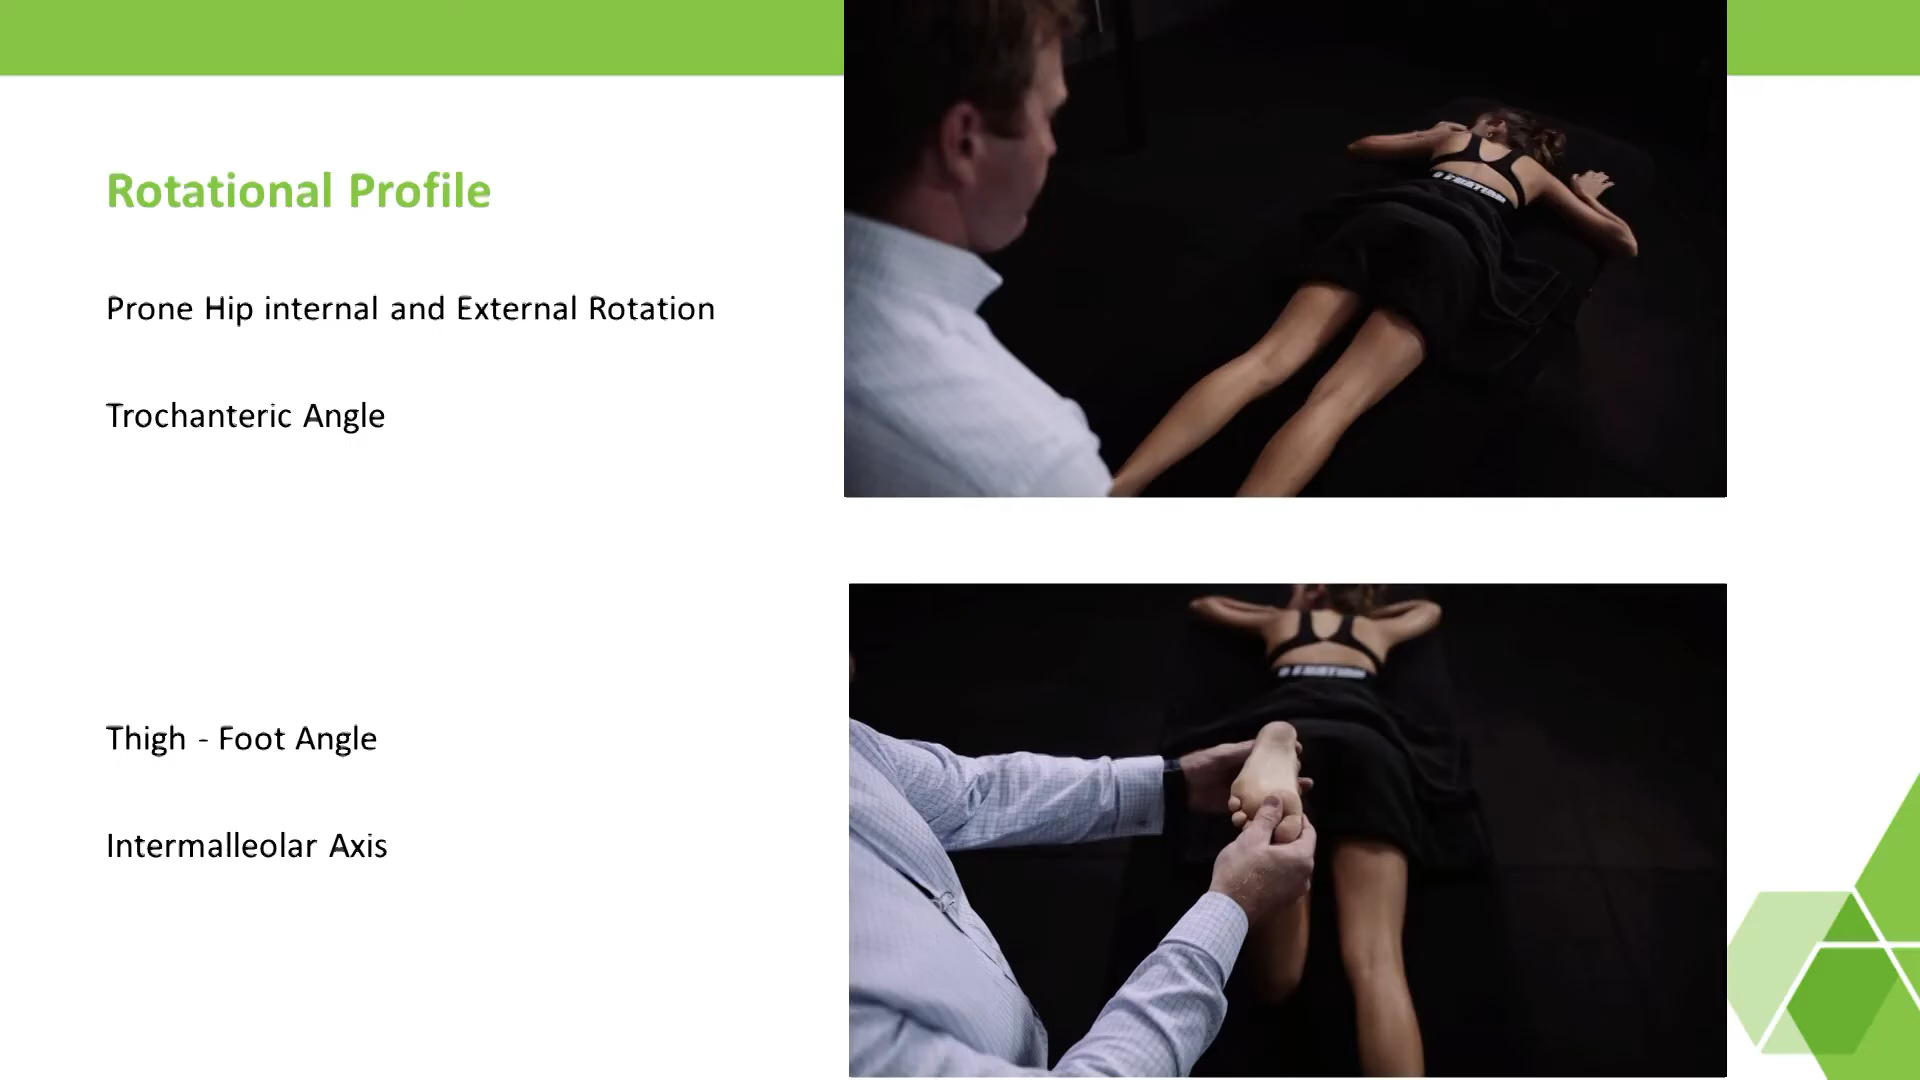 Rotational Profile
Prone Hip internal and External Rotation
Trochanteric Angle
Thigh - Foot Angle
Intermalleolar Axis